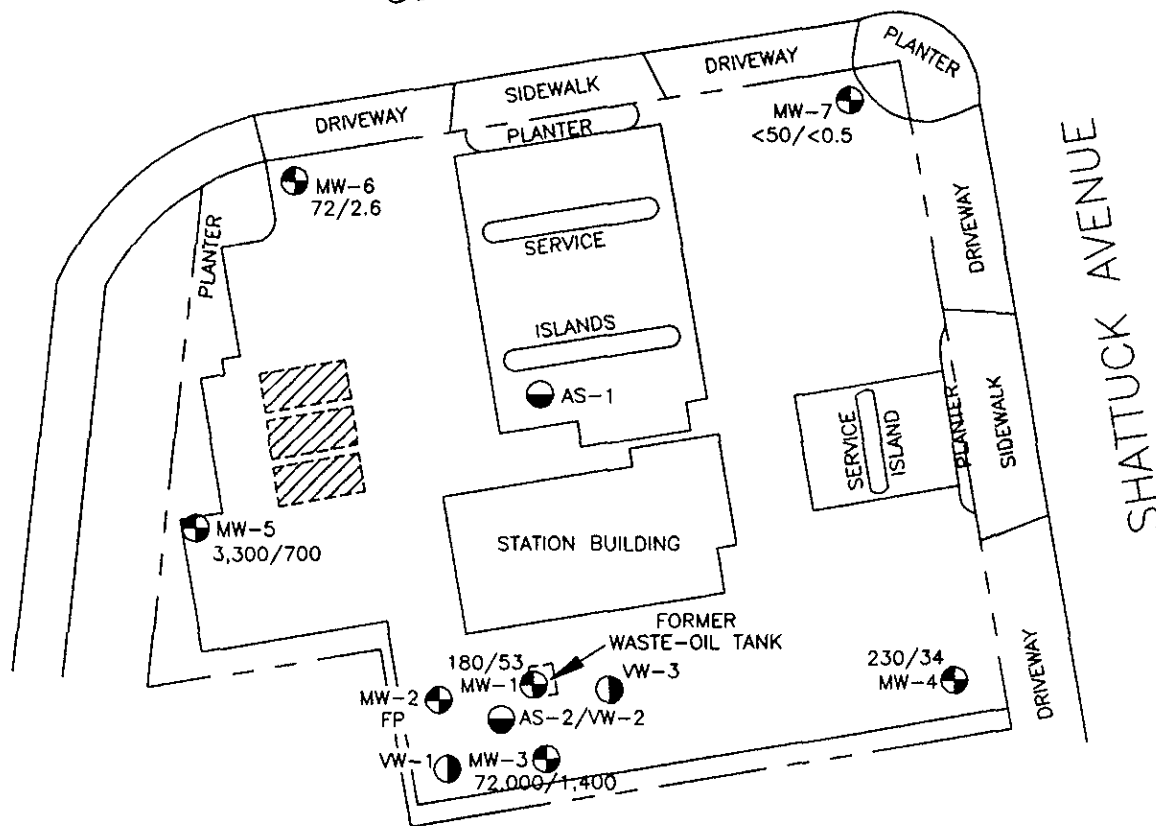 DRIVEWAY
SIDEWALK
DRIVEWAY
PLANTER
PLANTER
MW-7
<50/<0.5
MW-6
72/2.6
PLANTER
SERVICE
ISLANDS
AS-1
DRIVEWAY
SHATTUCK AVENUE
SERVICE
ISLAND
PLANTER
SIDEWALK
MW-5
3,300/700
STATION BUILDING
FORMER
WASTE-OIL TANK
180/53
MW-1
VW-3
230/34
MW-4
DRIVEWAY
MW-2
FP
AS-2/VW-2
VW-1
MW-3
72,000/1,400